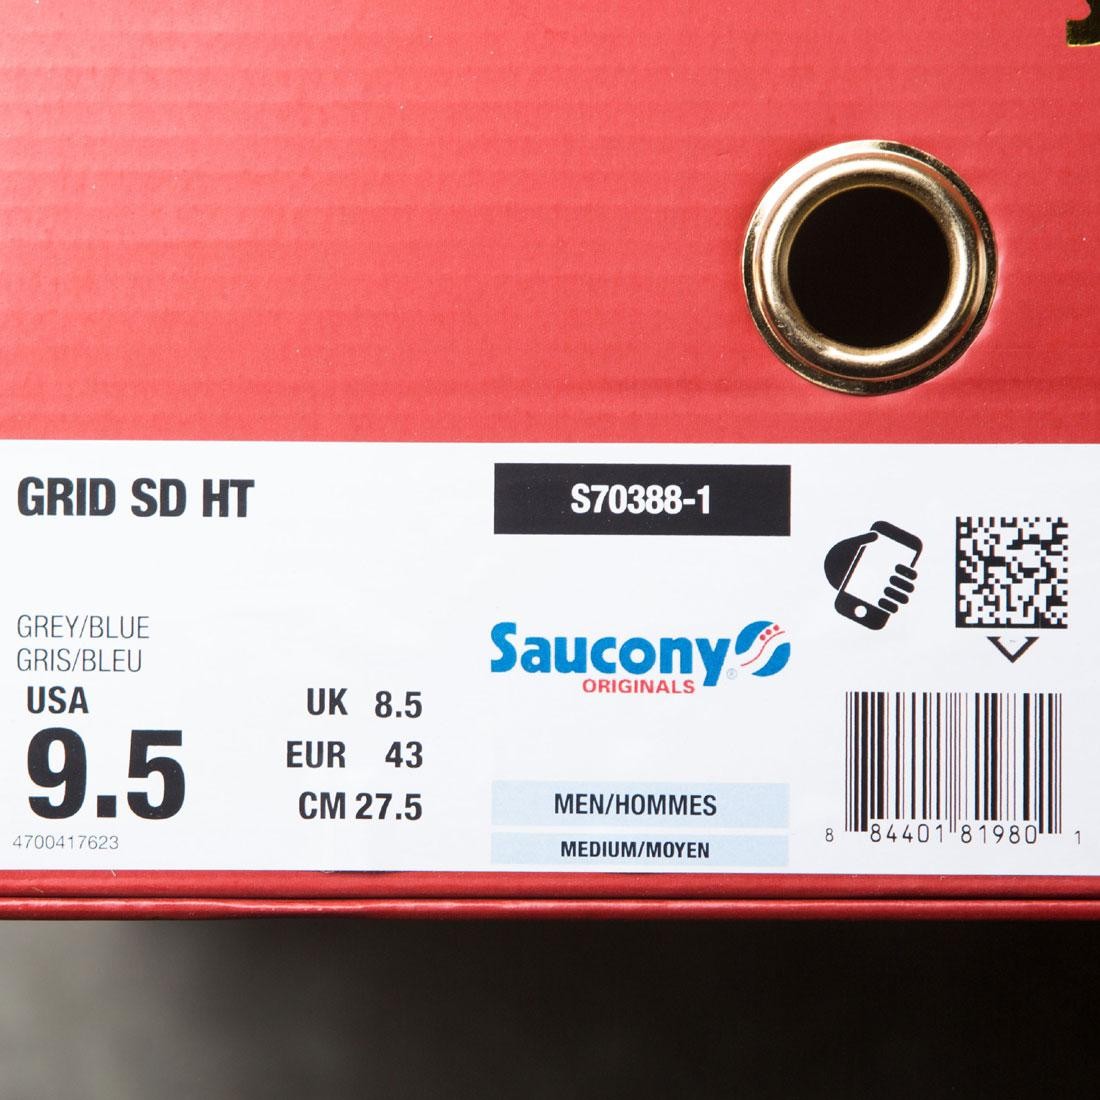 GRID SD HT
S70388-1
GREY/BLUE
GRIS/BLEU
USA
9.5
UK 8.5
EUR 43
CM 27.5
4700417623
Saucony®
ORIGINALS
MEN/HOMMES
MEDIUM/MOYEN
8 84401 81980 1